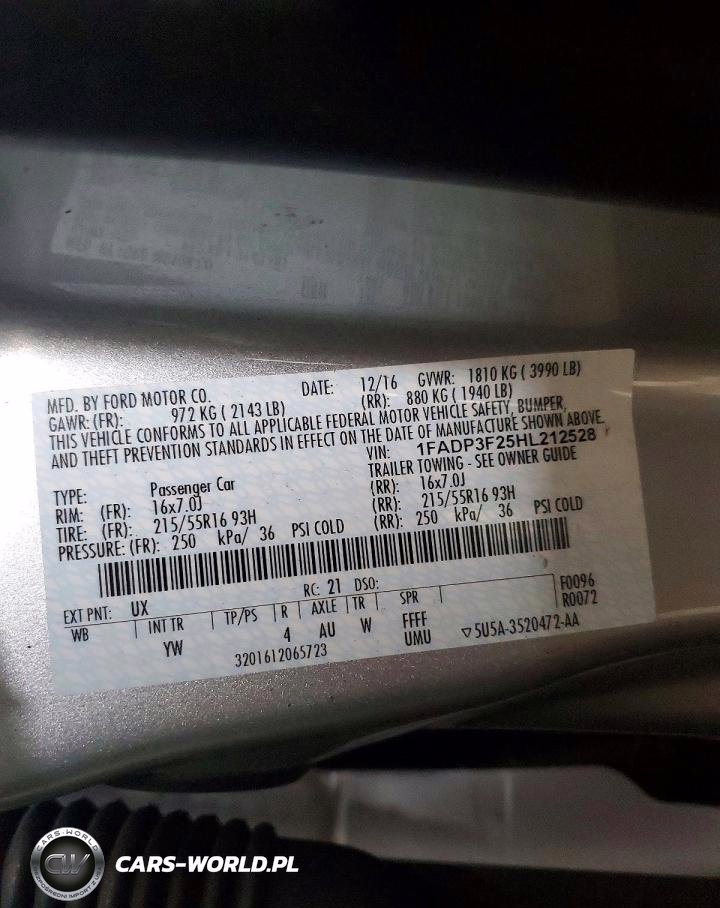 MFD. BY FORD MOTOR CO. DATE: 12/16 GVWR: 1810 KG ( 3990 LB)
GAWR: (FR): 972 KG ( 2143 LB) (RR): 880 KG ( 1940 LB)
THIS VEHICLE CONFORMS TO ALL APPLICABLE FEDERAL MOTOR VEHICLE SAFETY, BUMPER,
AND THEFT PREVENTION STANDARDS IN EFFECT ON THE DATE OF MANUFACTURE SHOWN ABOVE.
VIN: 1FADP3F25HL212528
TRAILER TOWING - SEE OWNER GUIDE
TYPE: Passenger Car
RIM: (FR): 16x7.0J (RR): 16x7.0J
TIRE: (FR): 215/55R16 93H (RR): 215/55R16 93H
PRESSURE: (FR): 250 kPa/ 36 PSI COLD (RR): 250 kPa/ 36 PSI COLD
EXT PNT: UX RC: 21 DSO: F0096
WB INT TR TP/PS R AXLE TR SPR R0072
YW 4 AU W FFFF
UMU
3201612065723 ▽5U5A-3520472-AA
CARS-WORLD
CW
CARS-WORLD.PL